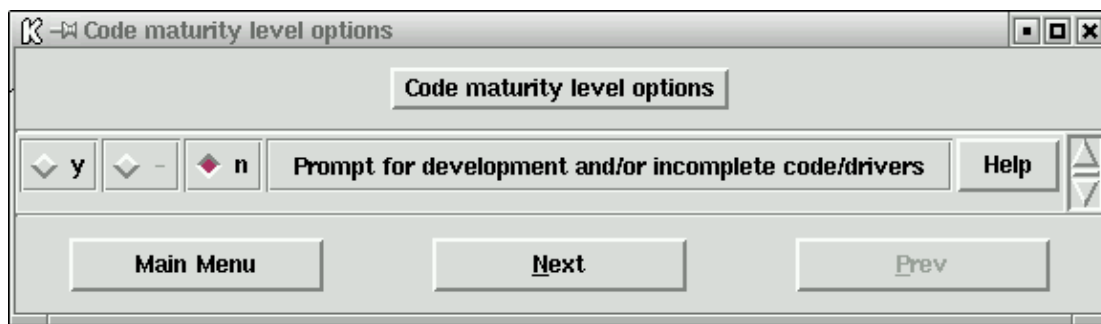 Code maturity level options
Code maturity level options
y - n Prompt for development and/or incomplete code/drivers Help
Main Menu Next Prev